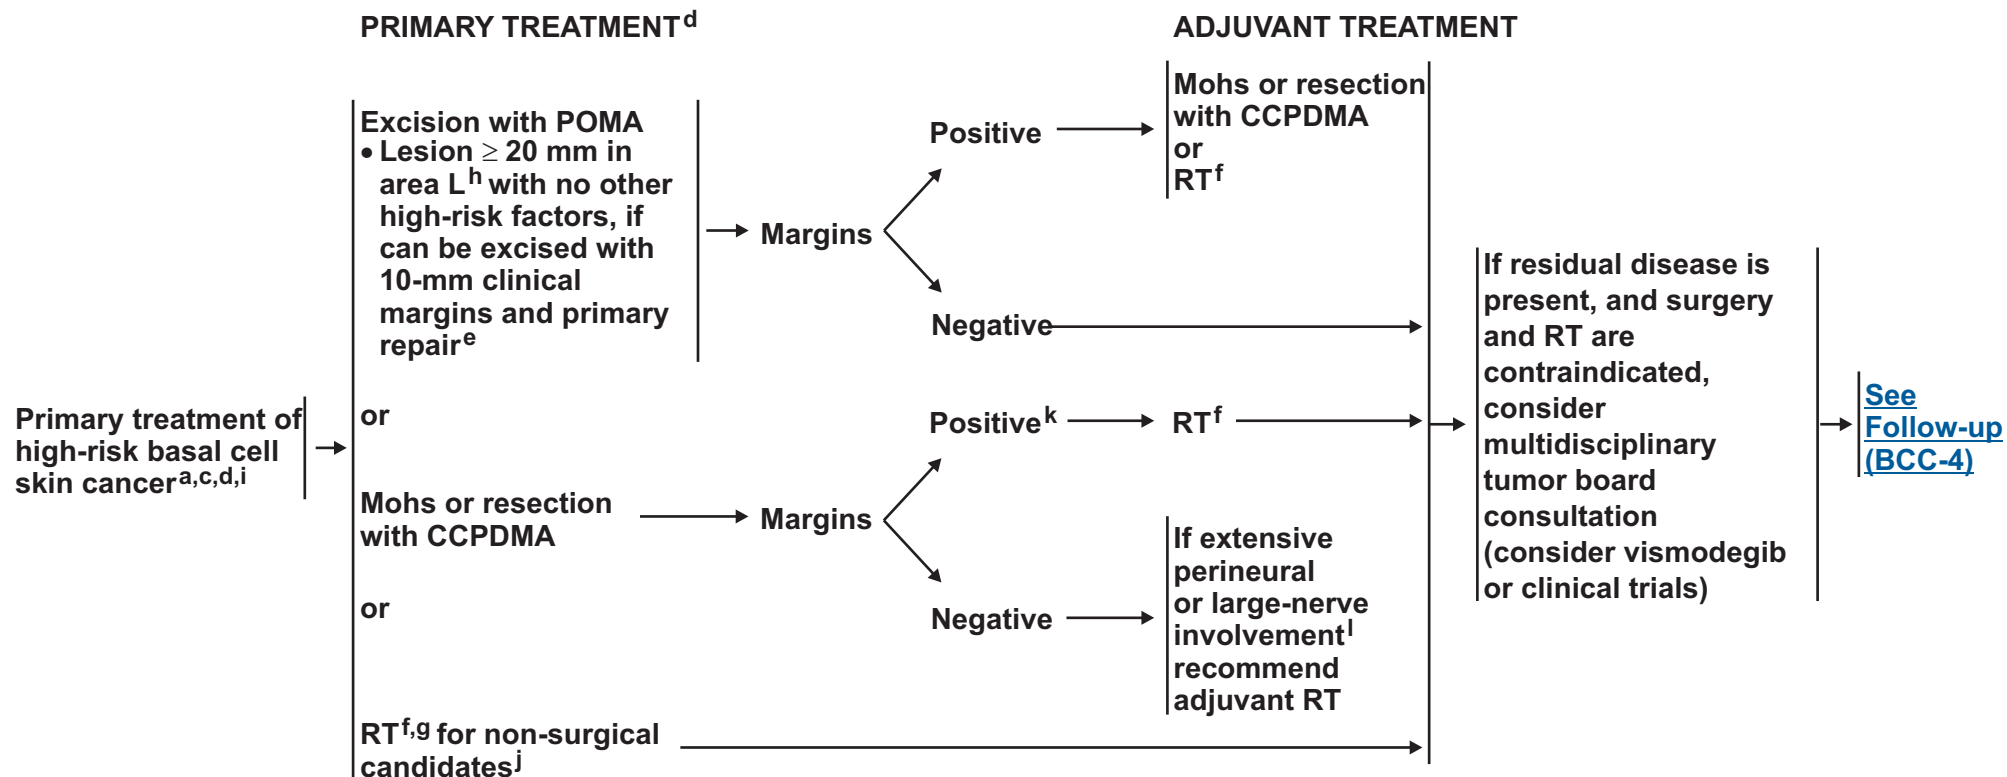 PRIMARY TREATMENTd
ADJUVANT TREATMENT
Primary treatment of
high-risk basal cell
skin cancera,c,d,i
Excision with POMA
• Lesion ≥ 20 mm in
area Lh with no other
high-risk factors, if
can be excised with
10-mm clinical
margins and primary
repaire
or
Mohs or resection
with CCPDMA
or
RTf,g for non-surgical
candidatesj
Margins
Positive
Negative
Mohs or resection
with CCPDMA
or
RTf
Margins
Positivek
RTf
Negative
If extensive
perineural
or large-nerve
involvementl
recommend
adjuvant RT
If residual disease is
present, and surgery
and RT are
contraindicated,
consider
multidisciplinary
tumor board
consultation
(consider vismodegib
or clinical trials)
See
Follow-up
(BCC-4)